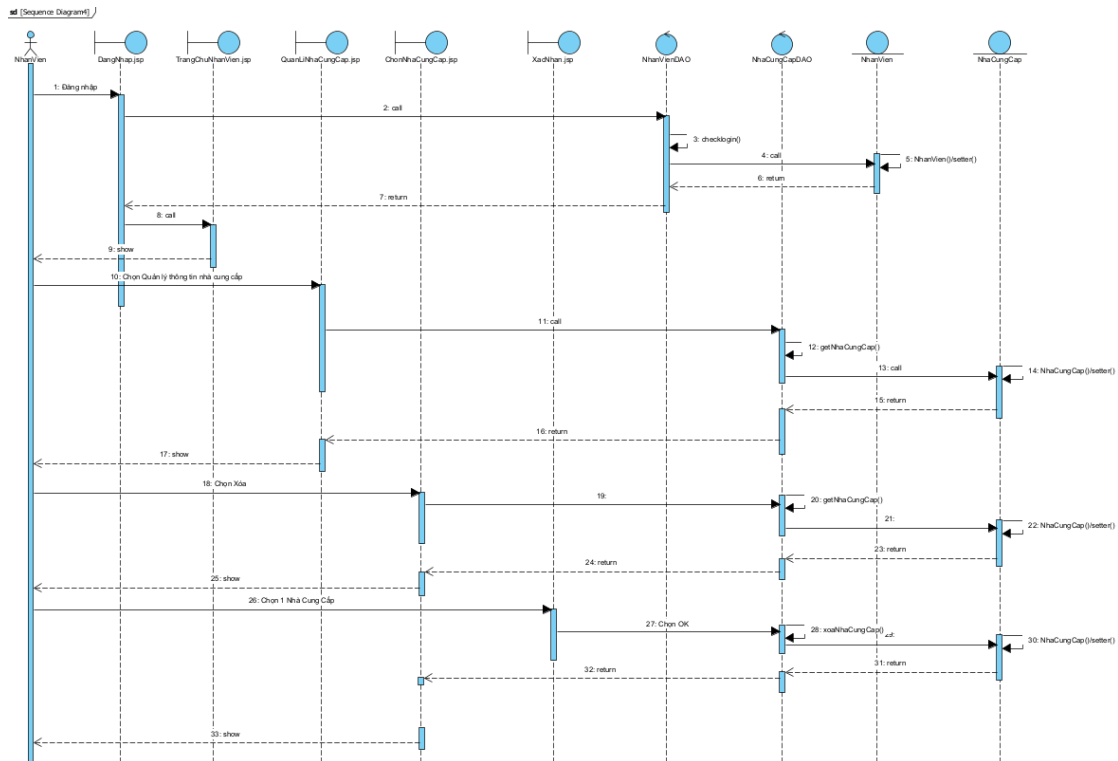 sd [Sequence Diagram4]
NhanVien
DangNhap.jsp
TrangChuNhanVien.jsp
QuanLiNhaCungCap.jsp
ChonNhaCungCap.jsp
XacNhan.jsp
NhanVienDAO
NhaCungCapDAO
NhanVien
NhaCungCap
1: Đăng nhập
2: call
3: checklogin()
4: call
5: NhanVien()/setter()
6: return
7: return
8: call
9: show
10: Chọn Quản lý thông tin nhà cung cấp
11: call
12: getNhaCungCap()
13: call
14: NhaCungCap()/setter()
15: return
16: return
17: show
18: Chọn Xóa
19:
20: getNhaCungCap()
21:
22: NhaCungCap()/setter()
23: return
24: return
25: show
26: Chọn 1 Nhà Cung Cấp
27: Chọn OK
28: xoaNhaCungCap()
29:
30: NhaCungCap()/setter()
31: return
32: return
33: show